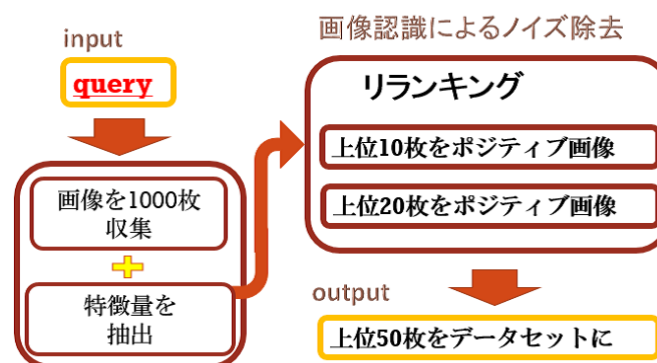 input
query
画像を1000枚
収集
特徴量を
抽出
画像認識によるノイズ除去
リランキング
上位10枚をポジティブ画像
上位20枚をポジティブ画像
output
上位50枚をデータセットに